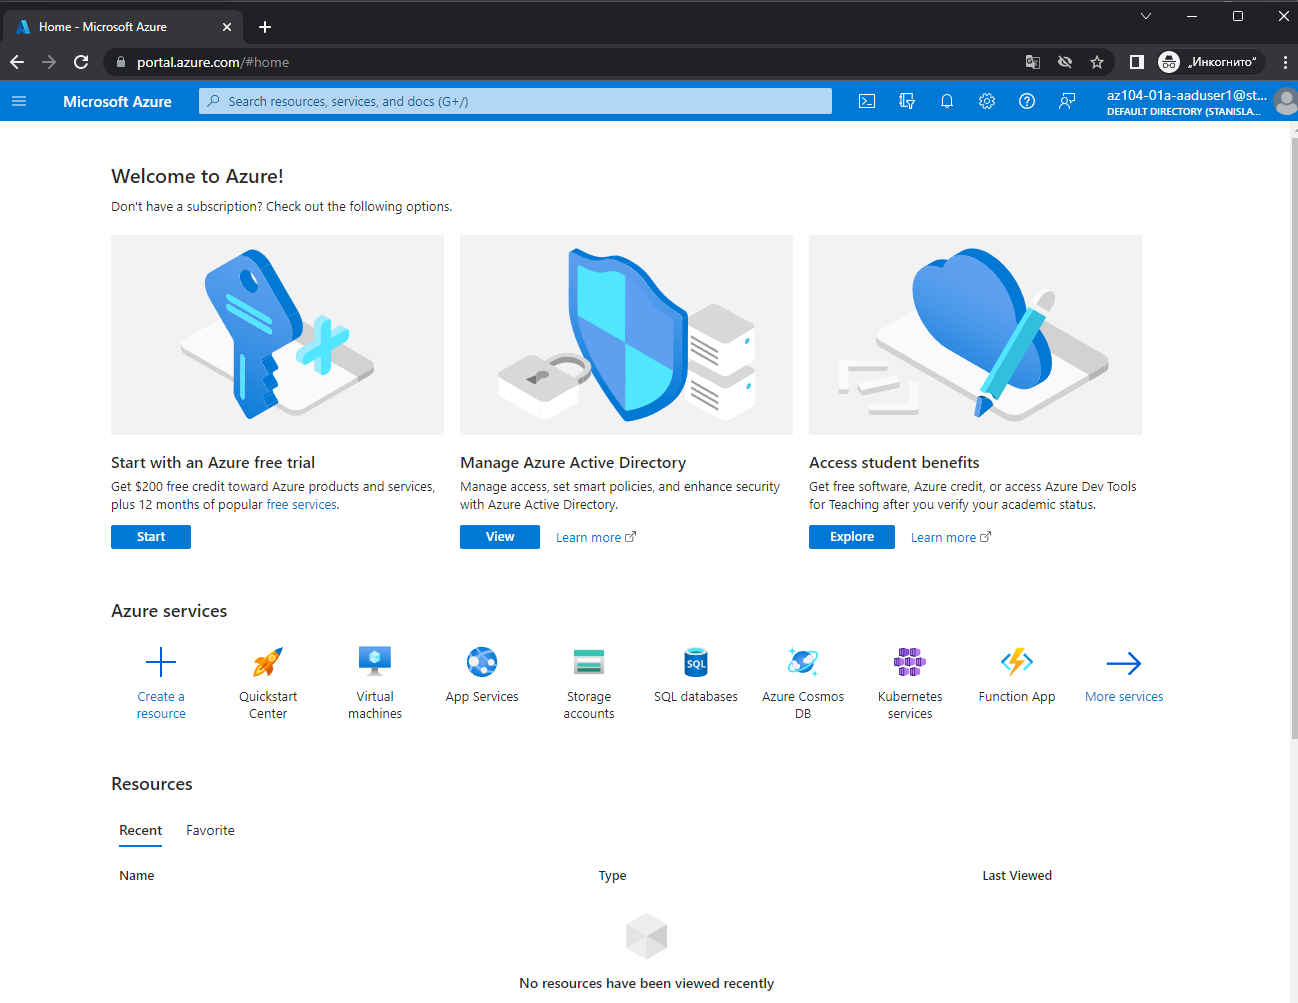 Home - Microsoft Azure
portal.azure.com/#home
„Инкогнито“
Microsoft Azure
Search resources, services, and docs (G+/)
az104-01a-aaduser1@st...
DEFAULT DIRECTORY (STANISLA...
Welcome to Azure!
Don't have a subscription? Check out the following options.
Start with an Azure free trial
Get $200 free credit toward Azure products and services,
plus 12 months of popular free services.
Start
Manage Azure Active Directory
Manage access, set smart policies, and enhance security
with Azure Active Directory.
View
Learn more
Access student benefits
Get free software, Azure credit, or access Azure Dev Tools
for Teaching after you verify your academic status.
Explore
Learn more
Azure services
Create a
resource
Quickstart
Center
Virtual
machines
App Services
Storage
accounts
SQL
SQL databases
Azure Cosmos
DB
Kubernetes
services
Function App
More services
Resources
Recent
Favorite
Name
Type
Last Viewed
No resources have been viewed recently